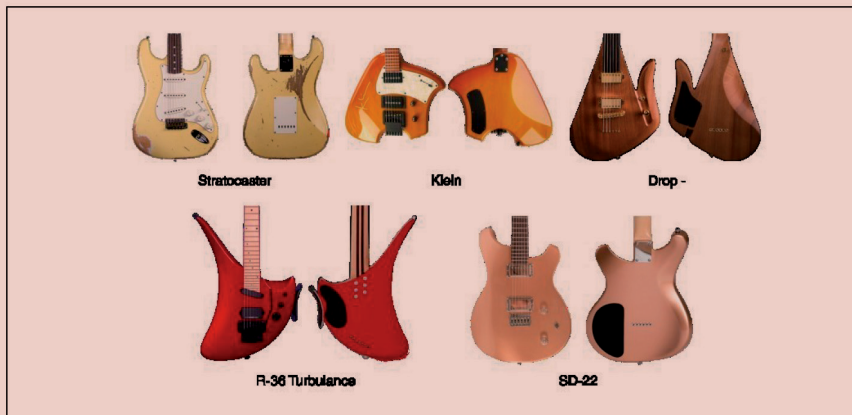 Stratocaster
Klein
Drop -
R-36 Turbulance
SD-22